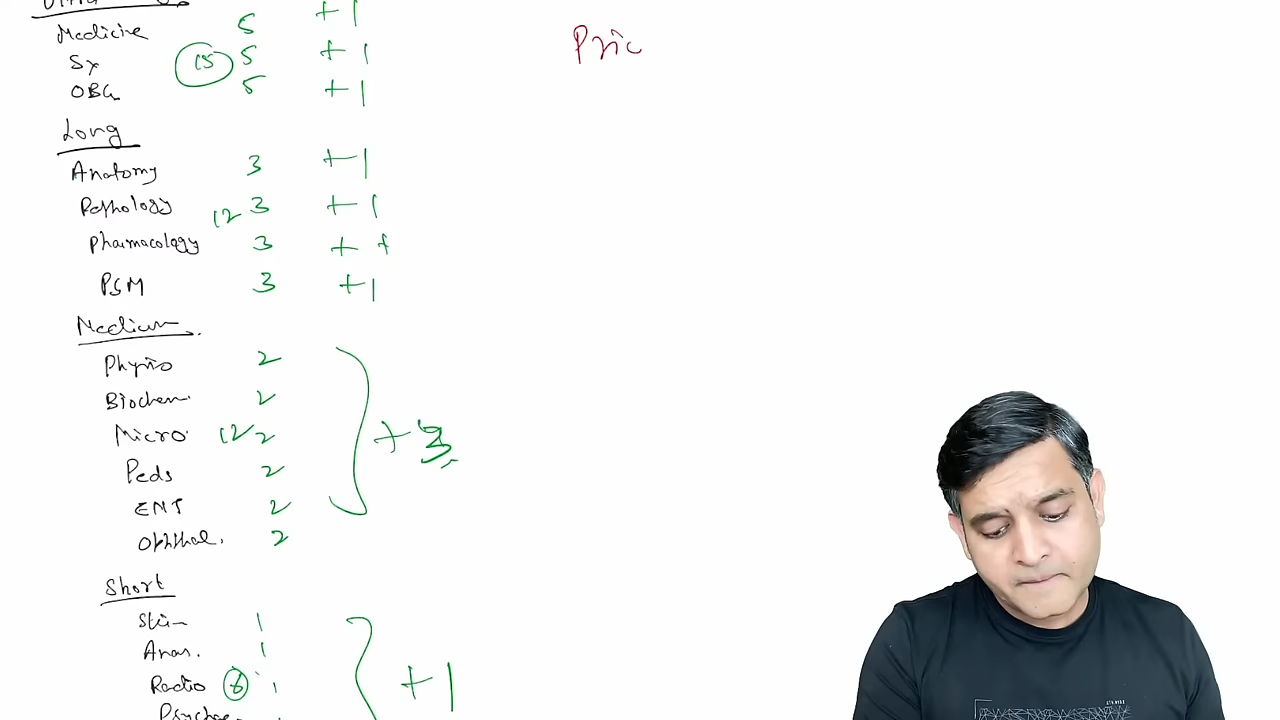 Medicine 5 +1
Sx 15 5 +1
OBG 5 +1
Long
Anatomy 3 +1
Pathology 12 3 +1
Pharmacology 3 +
PSM 3 +1
Medium
Physio 2
Biochem. 2
Micro 12 2 + 3
Peds 2
ENT 2
Ophthal. 2
Short
Skin 1
Anas. 1
Radio 6 1 +1
Pric